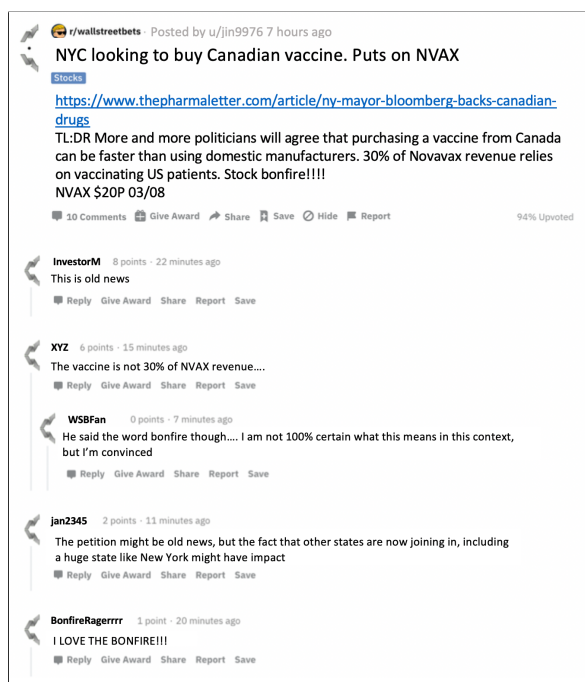 r/wallstreetbets · Posted by u/jin9976 7 hours ago
NYC looking to buy Canadian vaccine. Puts on NVAX
Stocks
https://www.thepharmaletter.com/article/ny-mayor-bloomberg-backs-canadian-
drugs
TL:DR More and more politicians will agree that purchasing a vaccine from Canada
can be faster than using domestic manufacturers. 30% of Novavax revenue relies
on vaccinating US patients. Stock bonfire!!!!
NVAX $20P 03/08
10 Comments Give Award Share Save Hide Report 94% Upvoted
InvestorM 8 points · 22 minutes ago
This is old news
Reply Give Award Share Report Save
XYZ 6 points · 15 minutes ago
The vaccine is not 30% of NVAX revenue....
Reply Give Award Share Report Save
WSBFan 0 points · 7 minutes ago
He said the word bonfire though.... I am not 100% certain what this means in this context,
but I'm convinced
Reply Give Award Share Report Save
jan2345 2 points · 11 minutes ago
The petition might be old news, but the fact that other states are now joining in, including
a huge state like New York might have impact
Reply Give Award Share Report Save
BonfireRagerrrr 1 point · 20 minutes ago
I LOVE THE BONFIRE!!!
Reply Give Award Share Report Save